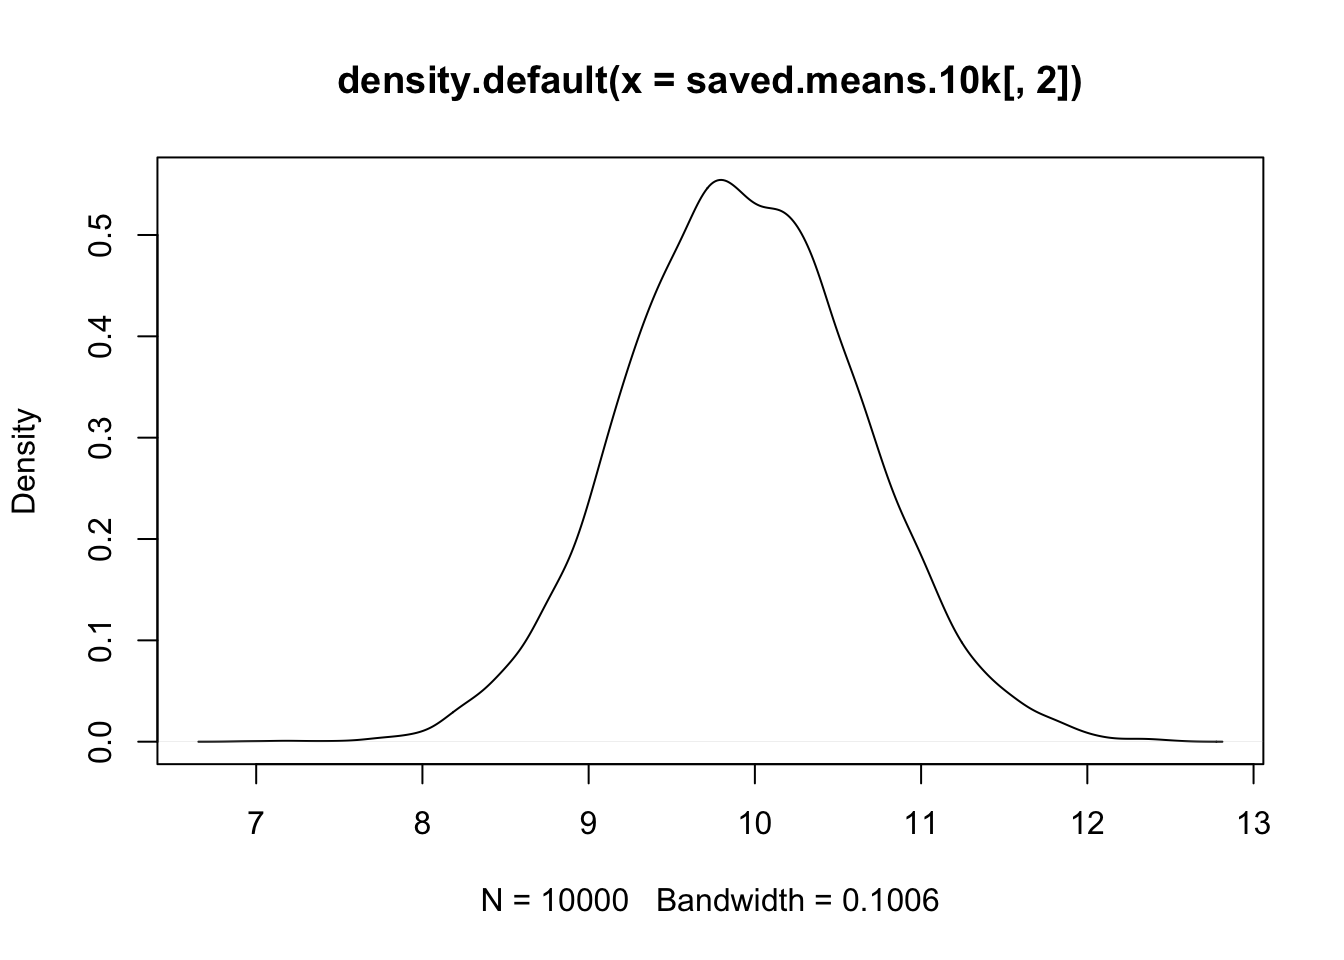 density.default(x = saved.means.10k[, 2])
Density
0.5
0.4
0.3
0.2
0.1
0.0
7 8 9 10 11 12 13
N = 10000 Bandwidth = 0.1006